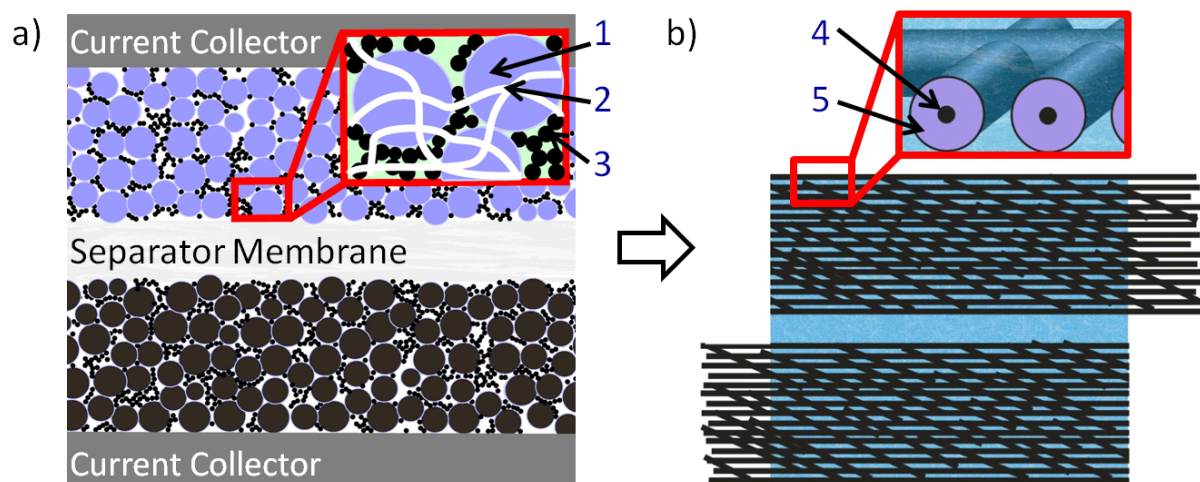 a)
Current Collector
1
2
3
Separator Membrane
Current Collector
b)
4
5